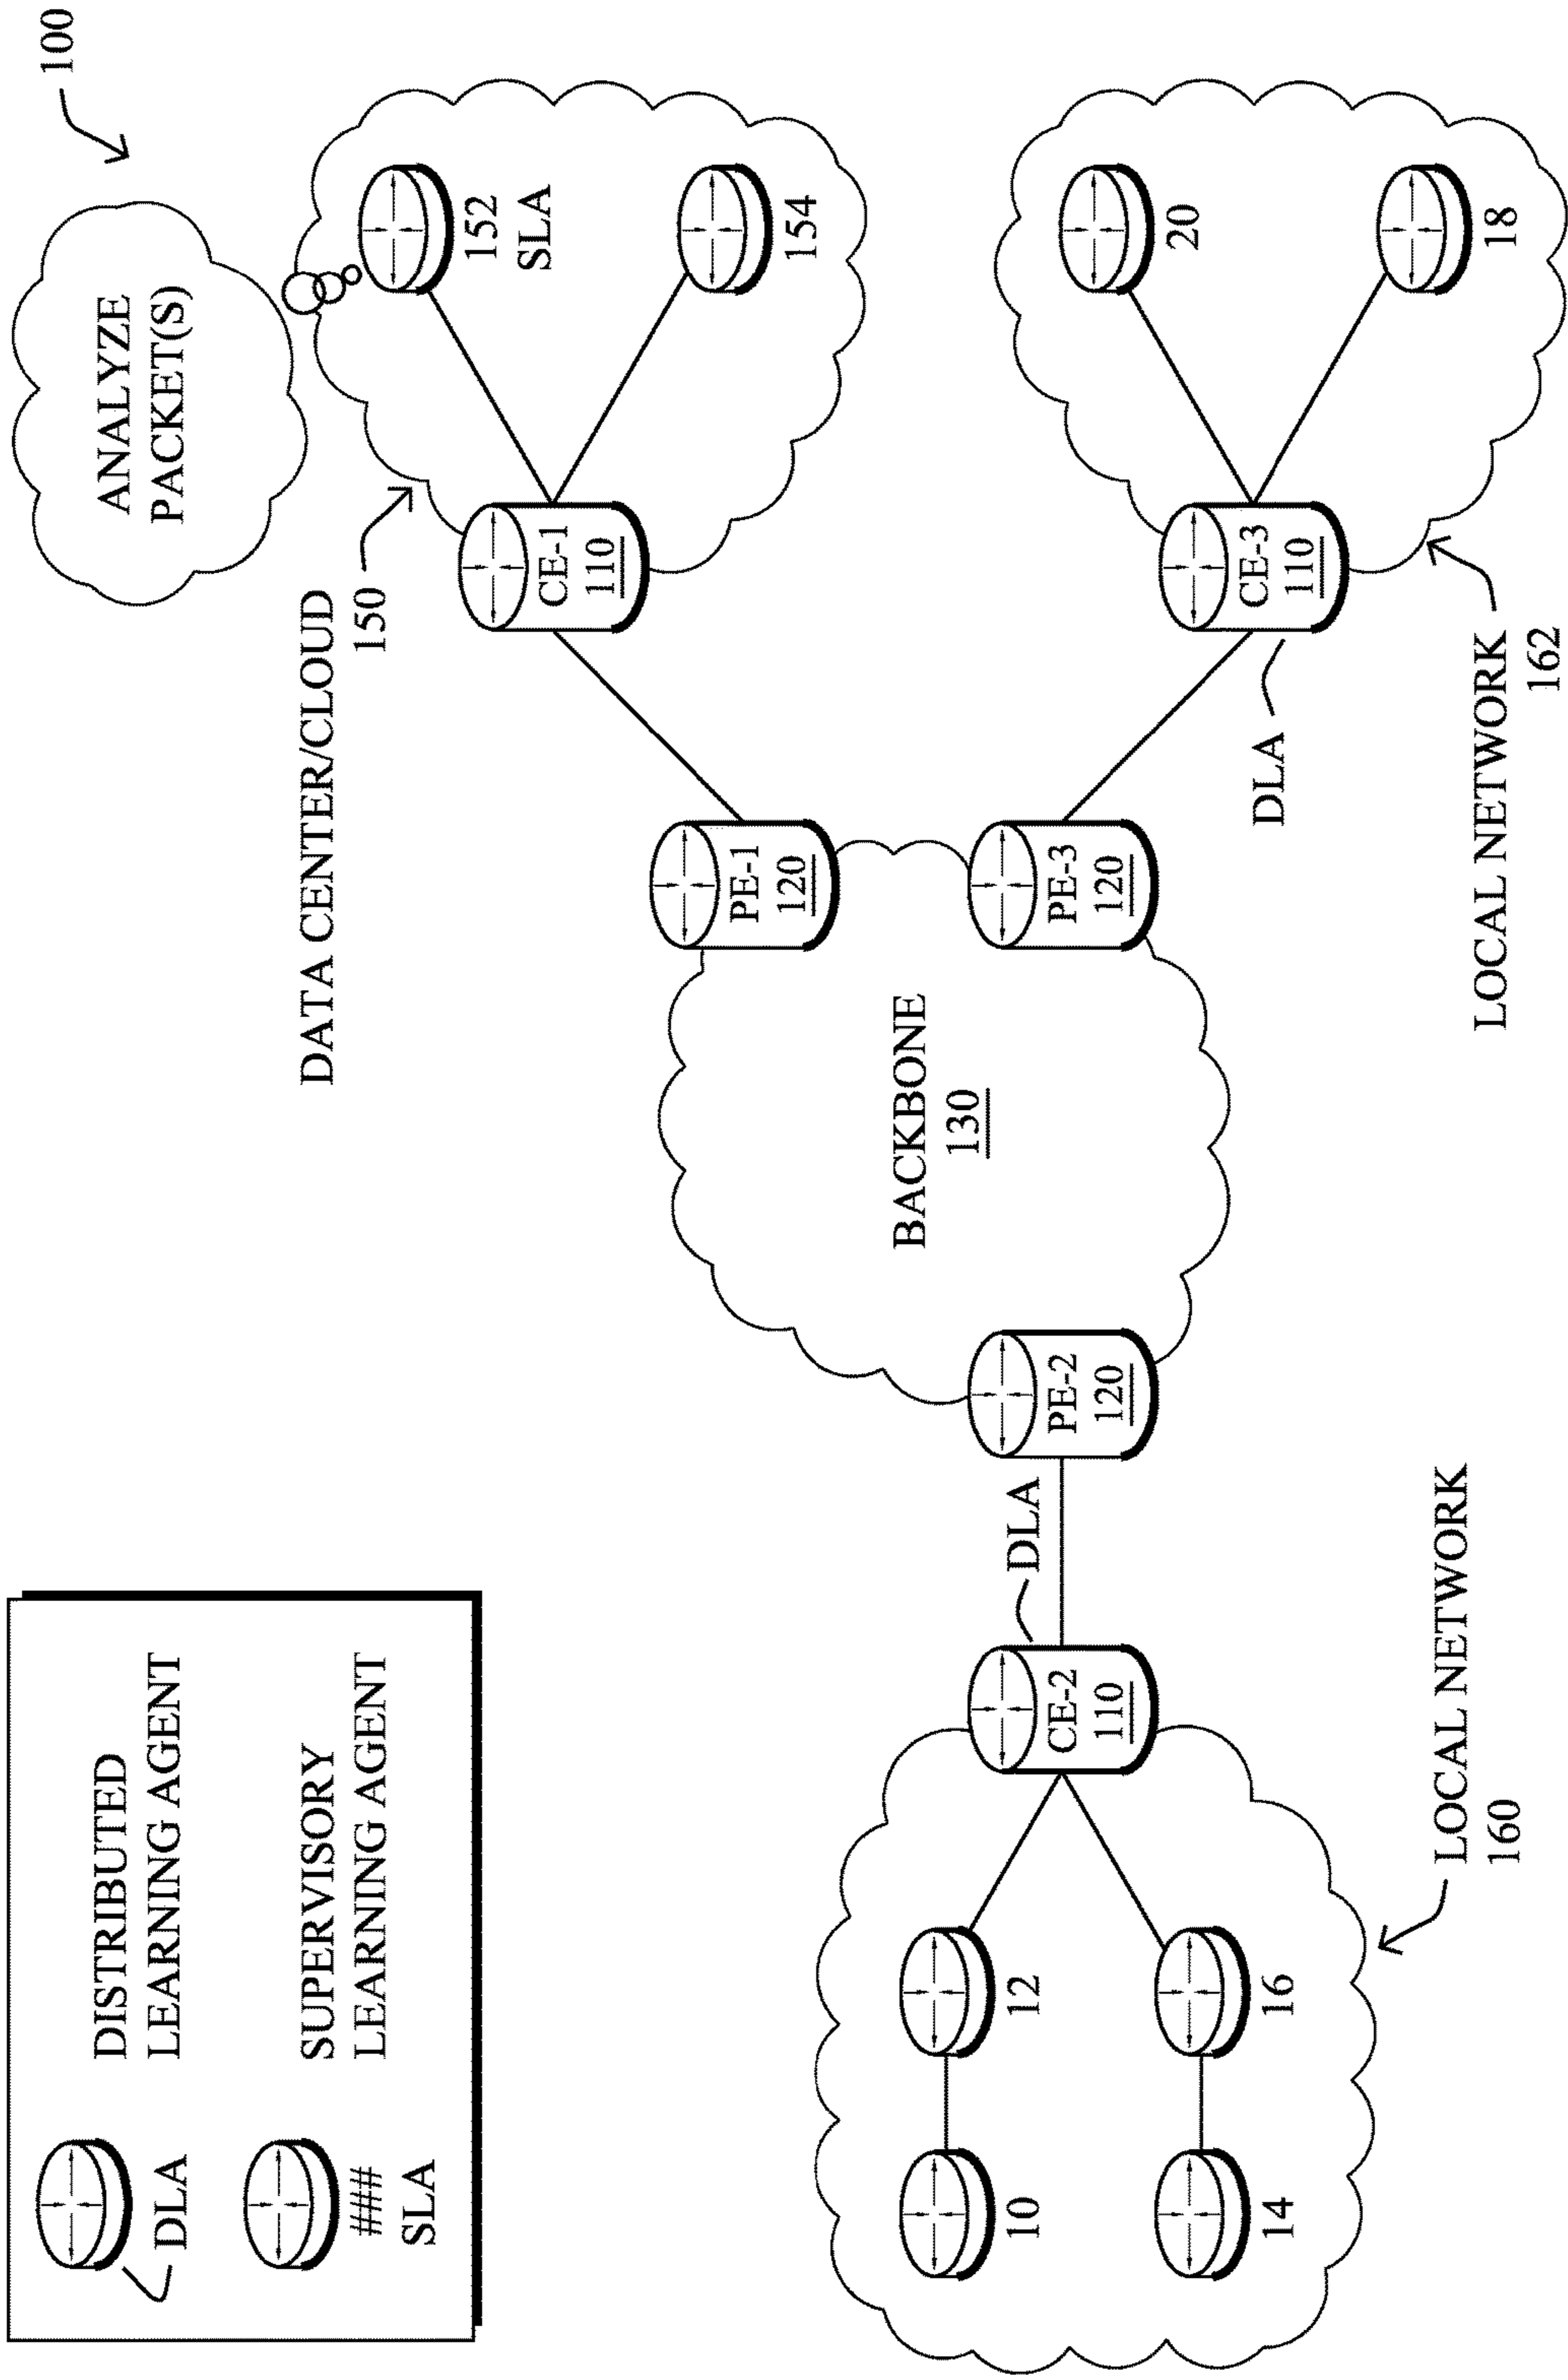 DISTRIBUTED
LEARNING AGENT
DLA
SUPERVISORY
LEARNING AGENT
###
SLA
100
ANALYZE
PACKET(S)
DATA CENTER/CLOUD
150
152
SLA
CE-1
110
154
PE-1
120
BACKBONE
130
PE-2
120
PE-3
120
DLA
CE-2
110
10
12
14
16
LOCAL NETWORK
160
DLA
CE-3
110
20
18
LOCAL NETWORK
162